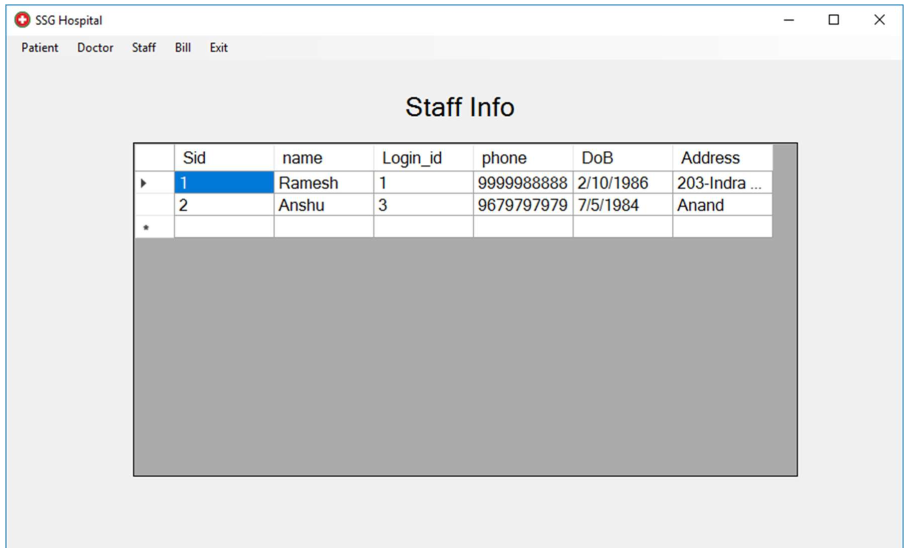 SSG Hospital
Patient Doctor Staff Bill Exit
Staff Info
Sid name Login_id phone DoB Address
1 Ramesh 1 9999988888 2/10/1986 203-Indra ...
2 Anshu 3 9679797979 7/5/1984 Anand
*